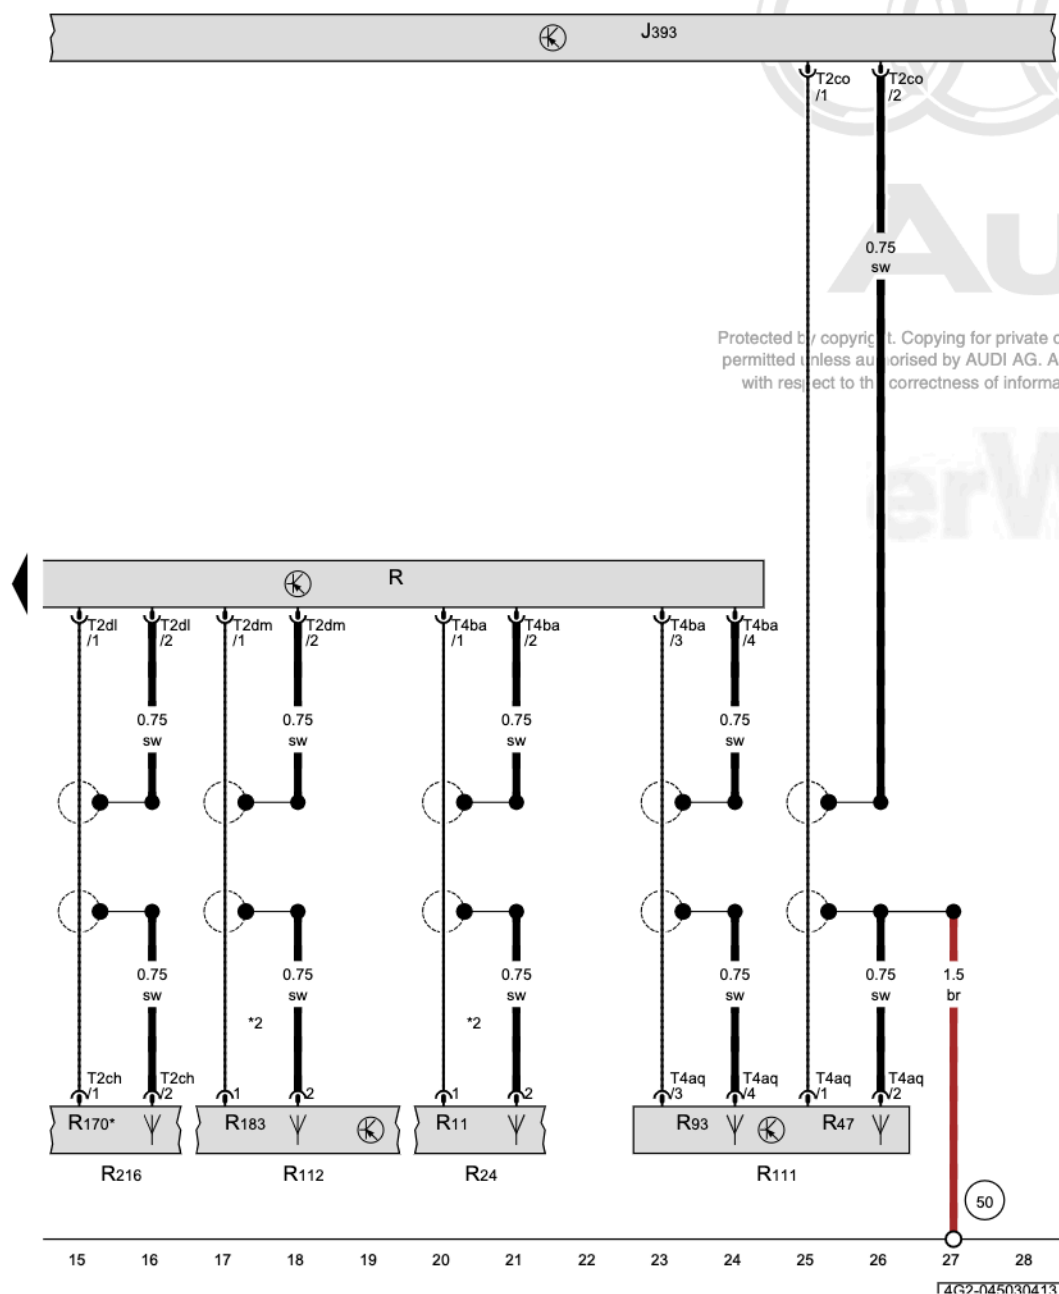 J393
T2co T2co
/1 /2
0.75
sw
Au
Protected by copyright. Copying for private
permitted unless authorised by AUDI AG. A
with respect to the correctness of informa
erW
R
T2dl T2dl T2dm T2dm T4ba T4ba T4ba T4ba
/1 /2 /1 /2 /1 /2 /3 /4
0.75 0.75 0.75 0.75
sw sw sw sw
0.75 0.75 0.75 0.75 0.75 1.5
sw sw sw sw sw br
*2 *2
T2ch T2ch T4aq T4aq T4aq T4aq
/1 /2 1 2 1 2 /3 /4 /1 /2
R170* R183 R11 R93 R47
R216 R112 R24 R111
50
15 16 17 18 19 20 21 22 23 24 25 26 27 28
4G2-045030413